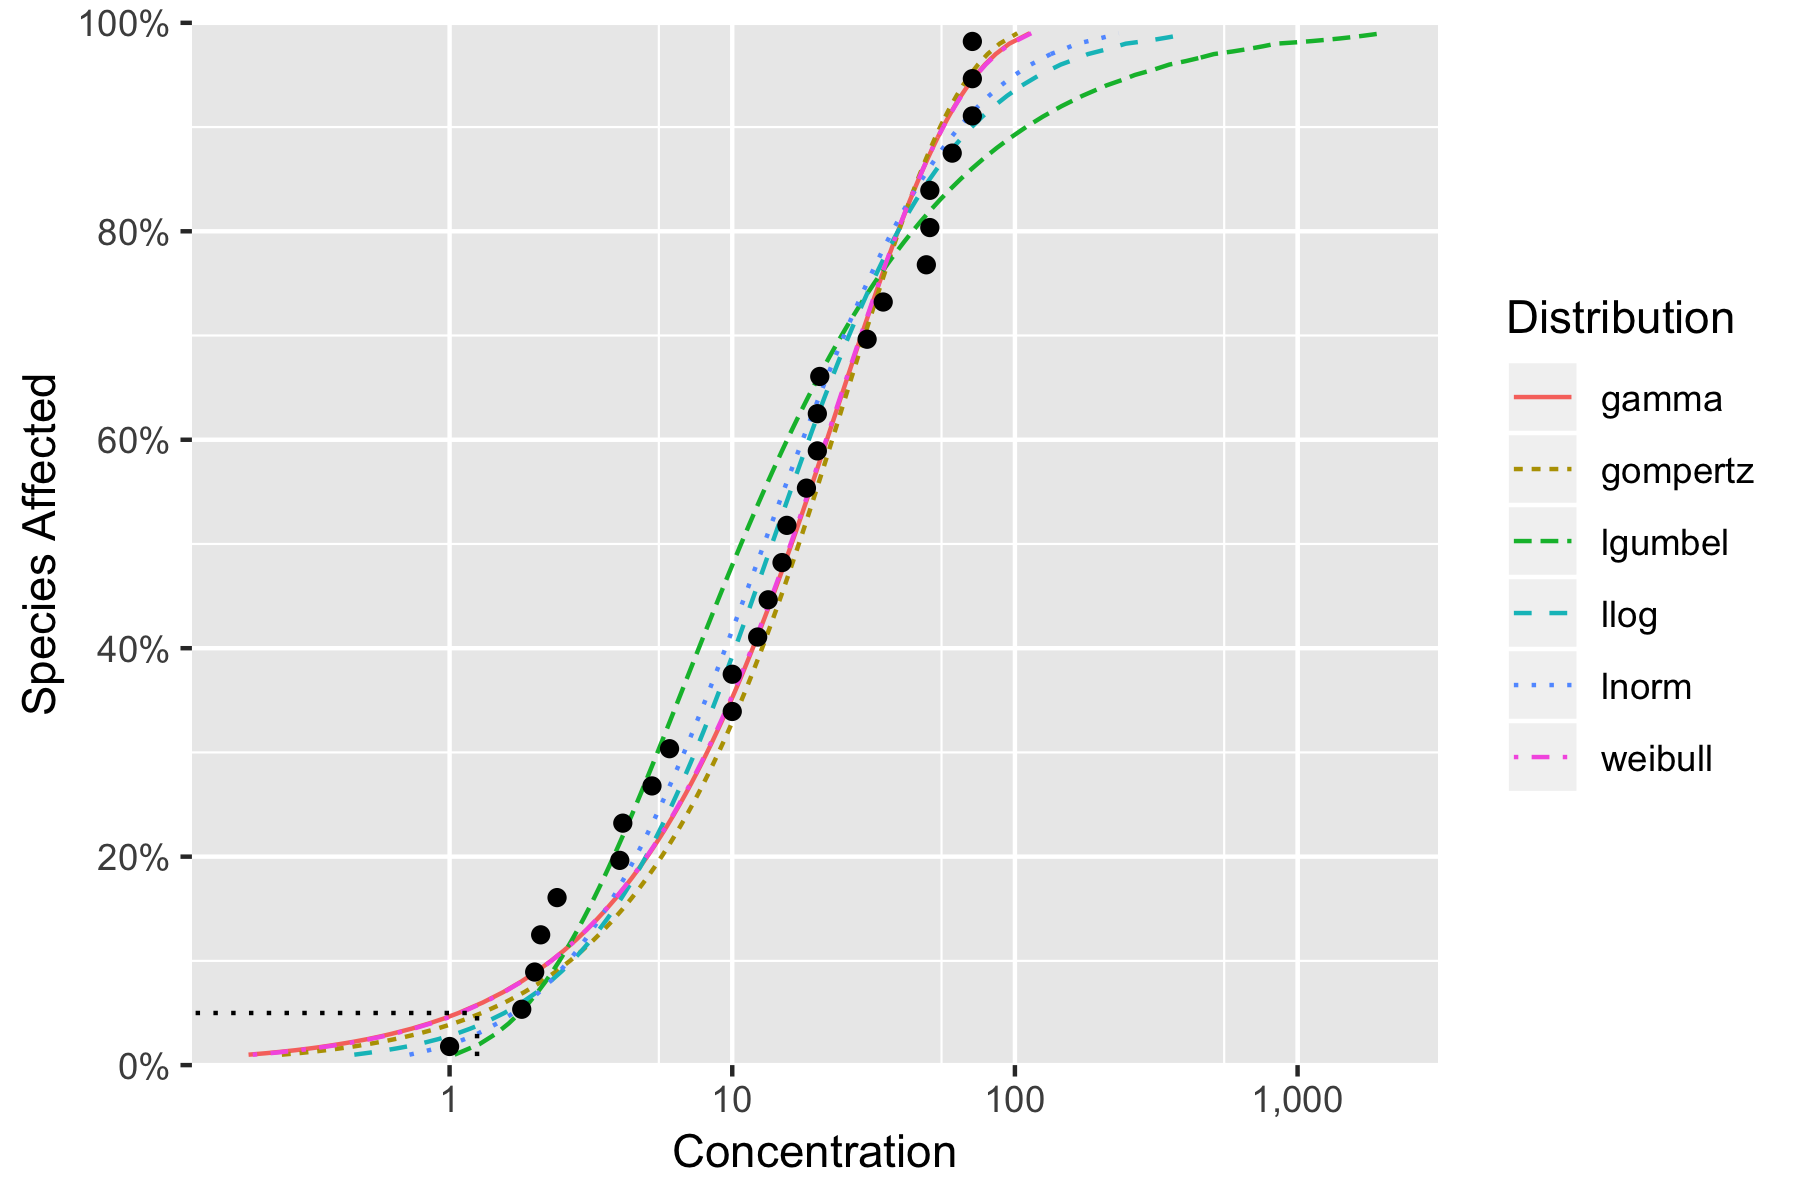 100%
80%
60%
40%
20%
0%
Species Affected
1
10
100
1,000
Concentration
Distribution
gamma
gompertz
lgumbel
llog
lnorm
weibull